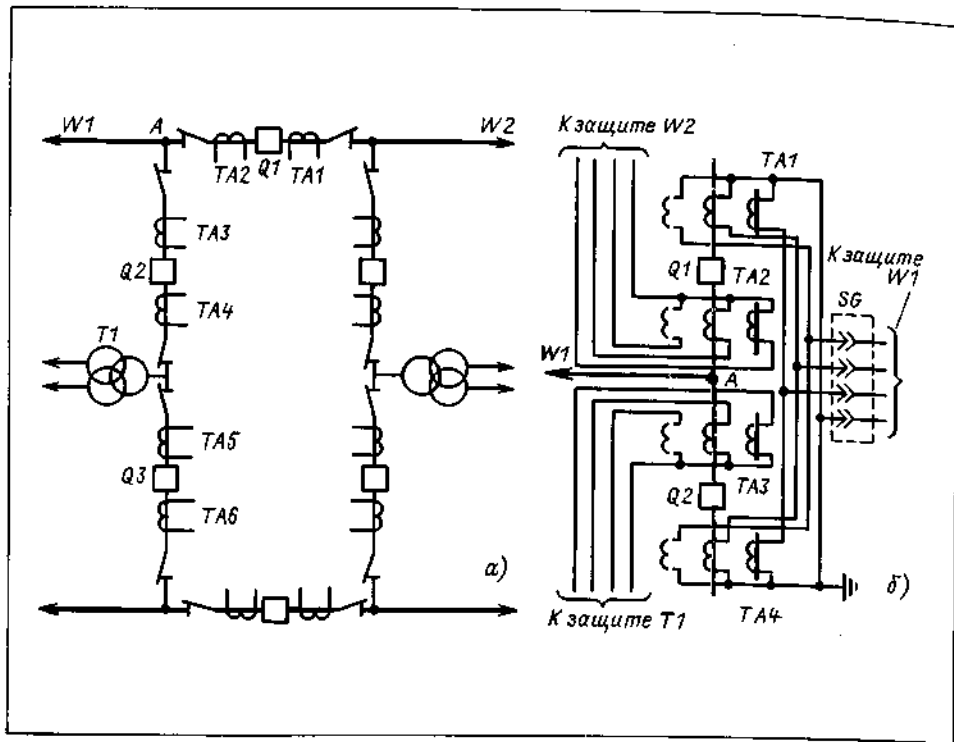 W1
A
W2
TA2
Q1
TA1
TA3
Q2
TA4
T1
TA5
Q3
TA6
а)
К защите W2
TA1
К защите
W1
Q1
TA2
SG
W1
A
TA3
Q2
К защите T1
TA4
б)